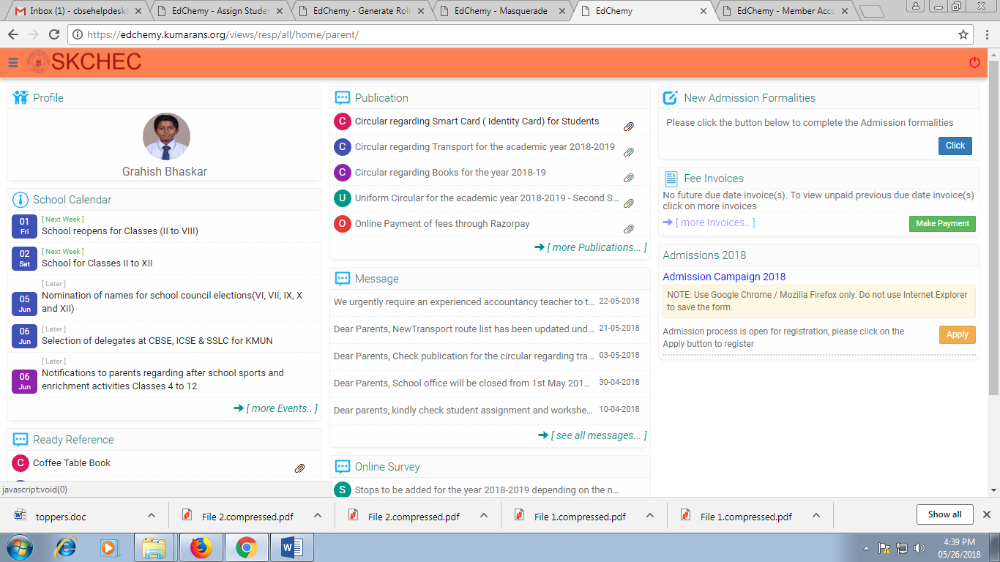 Inbox (1) - cbsehelpdesk
EdChemy - Assign Studen
EdChemy - Generate Roll
EdChemy - Masquerade
EdChemy
EdChemy - Member Acco
https://edchemy.kumarans.org/views/resp/all/home/parent/
SKCHEC
Profile
Grahish Bhaskar
School Calendar
01 Fri
[ Next Week ]
School reopens for Classes (II to VIII)
02 Sat
[ Next Week ]
School for Classes II to XII
05 Jun
[ Later ]
Nomination of names for school council elections(VI, VII, IX, X
and XII)
06 Jun
[ Later ]
Selection of delegates at CBSE, ICSE & SSLC for KMUN
06 Jun
[ Later ]
Notifications to parents regarding after school sports and
enrichment activities Classes 4 to 12
[ more Events.. ]
Ready Reference
C Coffee Table Book
Publication
C Circular regarding Smart Card ( Identity Card) for Students
C Circular regarding Transport for the academic year 2018-2019
C Circular regarding Books for the year 2018-19
U Uniform Circular for the academic year 2018-2019 - Second S...
O Online Payment of fees through Razorpay
[ more Publications... ]
Message
We urgently require an experienced accountancy teacher to t... 22-05-2018
Dear Parents, NewTransport route list has been updated und... 21-05-2018
Dear Parents, Check publication for the circular regarding tra... 03-05-2018
Dear Parents, School office will be closed from 1st May 201... 30-04-2018
Dear parents, kindly check student assignment and workshe... 10-04-2018
[ see all messages... ]
Online Survey
S Stops to be added for the year 2018-2019 depending on the n...
New Admission Formalities
Please click the button below to complete the Admission formalities
Click
Fee Invoices
No future due date invoice(s). To view unpaid previous due date invoice(s)
click on more invoices
[ more Invoices.. ]
Make Payment
Admissions 2018
Admission Campaign 2018
NOTE: Use Google Chrome / Mozilla Firefox only. Do not use Internet Explorer
to save the form.
Admission process is open for registration, please click on the
Apply button to register
Apply
javascript:void(0)
toppers.doc
File 2.compressed.pdf
File 2.compressed.pdf
File 1.compressed.pdf
File 1.compressed.pdf
Show all
4:39 PM
05/26/2018